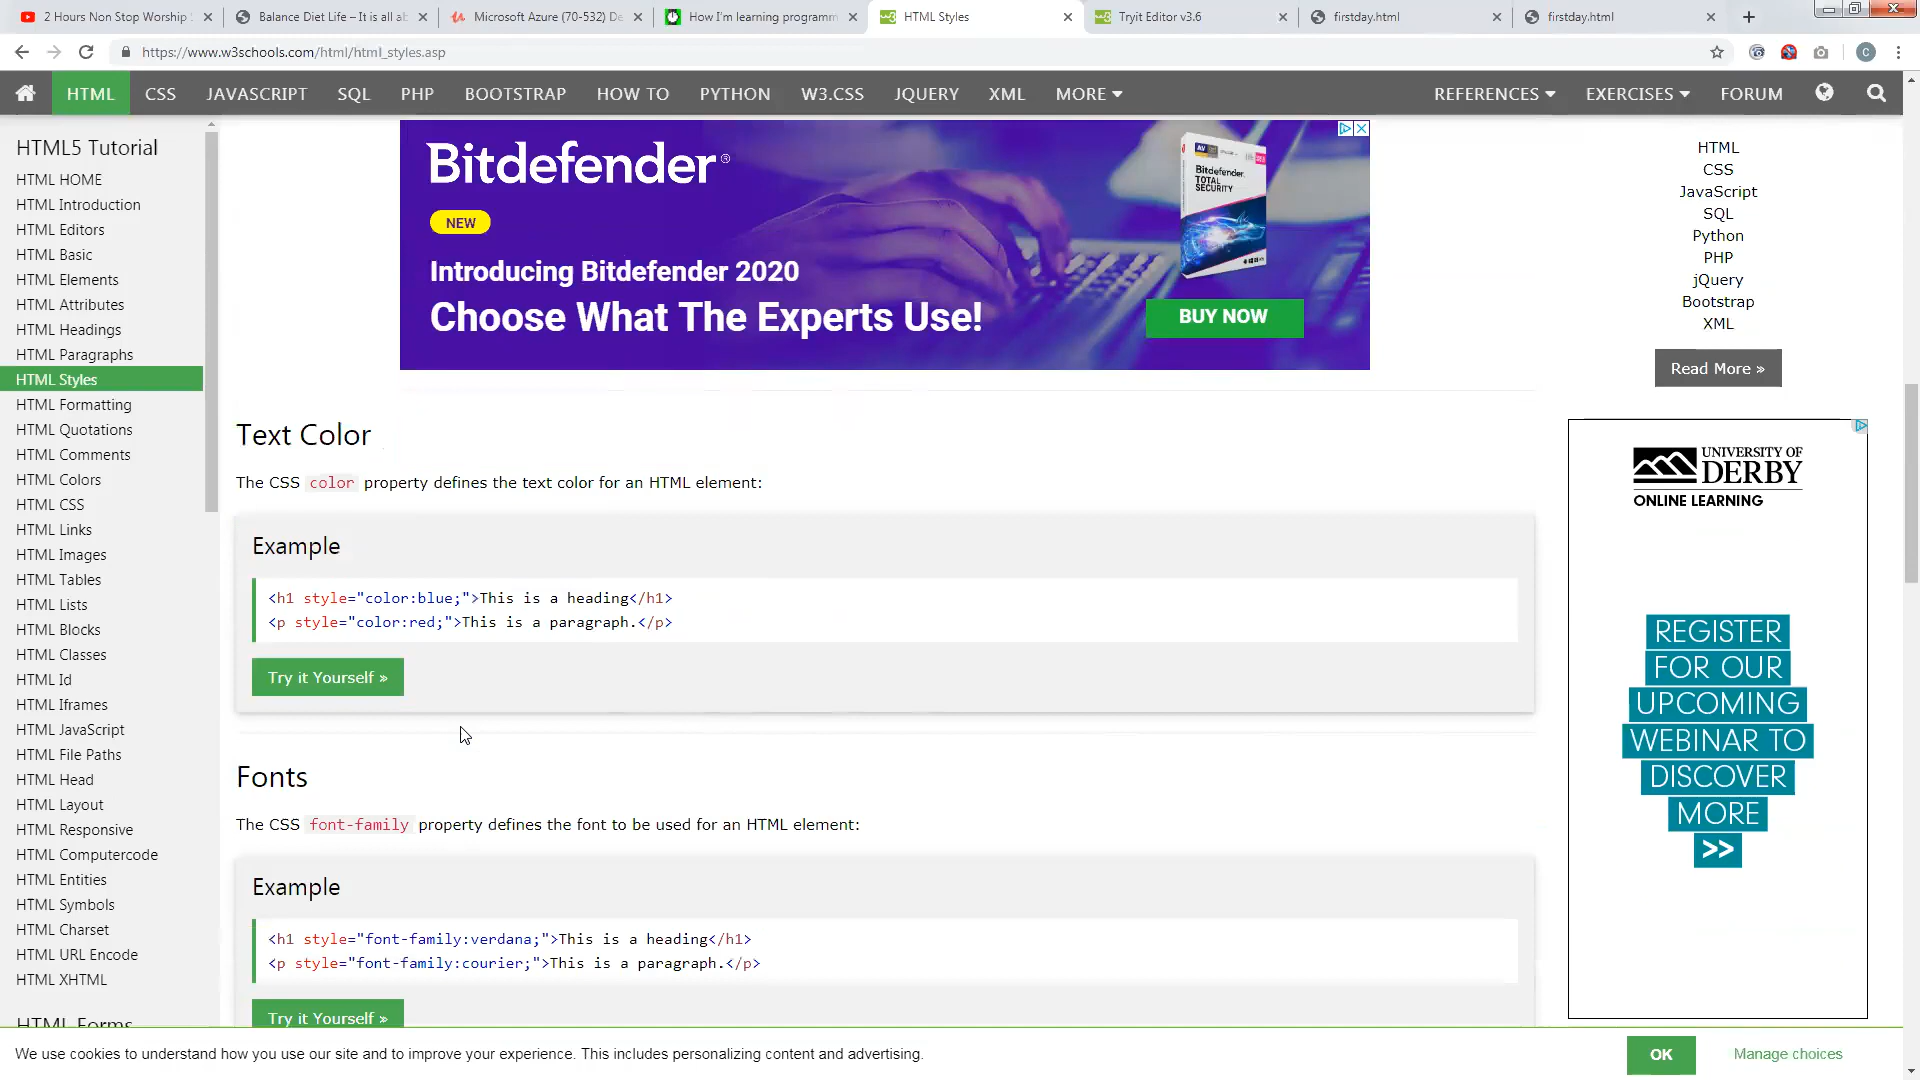 2 Hours Non Stop Worship
Balance Diet Life – It is all ab
Microsoft Azure (70-532) De
How I'm learning programm
HTML Styles
Tryit Editor v3.6
firstday.html
firstday.html
https://www.w3schools.com/html/html_styles.asp
C
HTML
CSS
JAVASCRIPT
SQL
PHP
BOOTSTRAP
HOW TO
PYTHON
W3.CSS
JQUERY
XML
MORE
REFERENCES
EXERCISES
FORUM
HTML5 Tutorial
HTML HOME
HTML Introduction
HTML Editors
HTML Basic
HTML Elements
HTML Attributes
HTML Headings
HTML Paragraphs
HTML Styles
HTML Formatting
HTML Quotations
HTML Comments
HTML Colors
HTML CSS
HTML Links
HTML Images
HTML Tables
HTML Lists
HTML Blocks
HTML Classes
HTML Id
HTML Iframes
HTML JavaScript
HTML File Paths
HTML Head
HTML Layout
HTML Responsive
HTML Computercode
HTML Entities
HTML Symbols
HTML Charset
HTML URL Encode
HTML XHTML
HTML Forms
Bitdefender®
NEW
Introducing Bitdefender 2020
Choose What The Experts Use!
Bitdefender
TOTAL
SECURITY
BUY NOW
Text Color
The CSS color property defines the text color for an HTML element:
Example
<h1 style="color:blue;">This is a heading</h1>
<p style="color:red;">This is a paragraph.</p>
Try it Yourself »
Fonts
The CSS font-family property defines the font to be used for an HTML element:
Example
<h1 style="font-family:verdana;">This is a heading</h1>
<p style="font-family:courier;">This is a paragraph.</p>
Try it Yourself »
HTML
CSS
JavaScript
SQL
Python
PHP
jQuery
Bootstrap
XML
Read More »
UNIVERSITY OF
DERBY
ONLINE LEARNING
REGISTER
FOR OUR
UPCOMING
WEBINAR TO
DISCOVER
MORE
>>
We use cookies to understand how you use our site and to improve your experience. This includes personalizing content and advertising.
OK
Manage choices